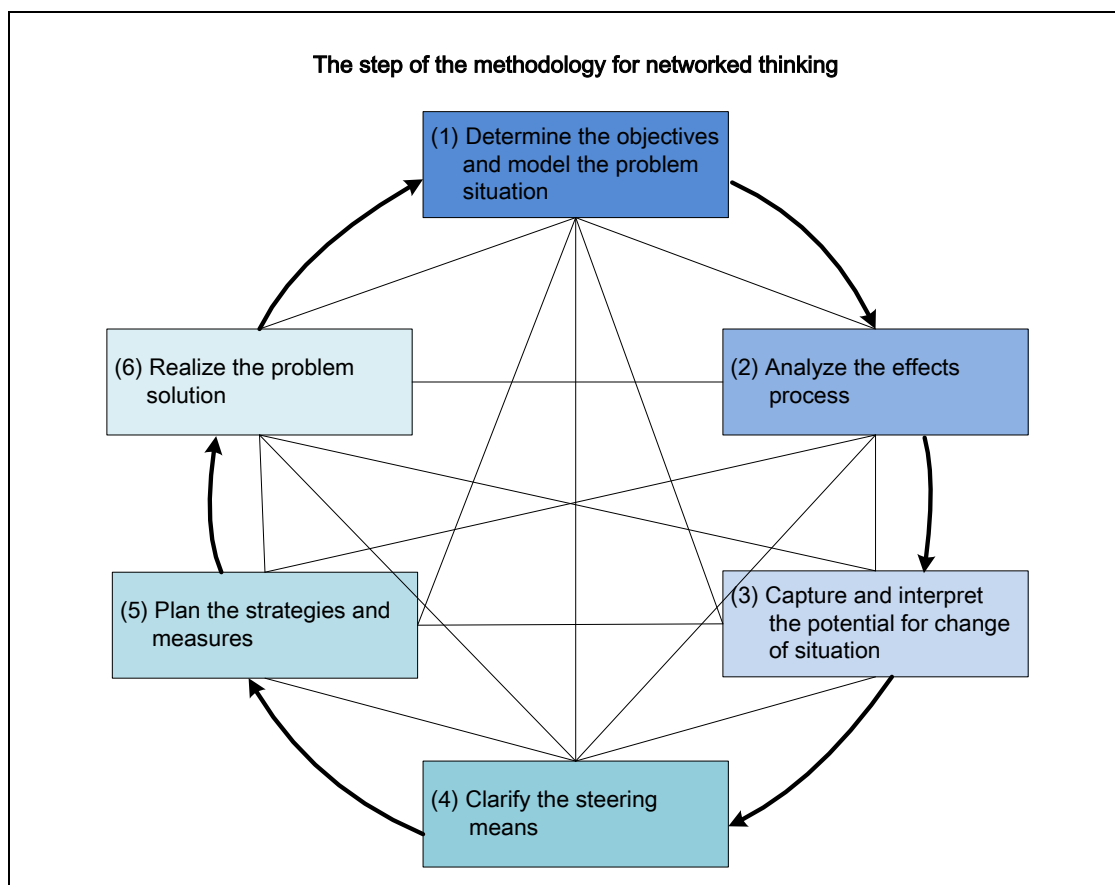 The step of the methodology for networked thinking
(1) Determine the objectives
and model the problem
situation
(2) Analyze the effects
process
(3) Capture and interpret
the potential for change
of situation
(4) Clarify the steering
means
(5) Plan the strategies and
measures
(6) Realize the problem
solution